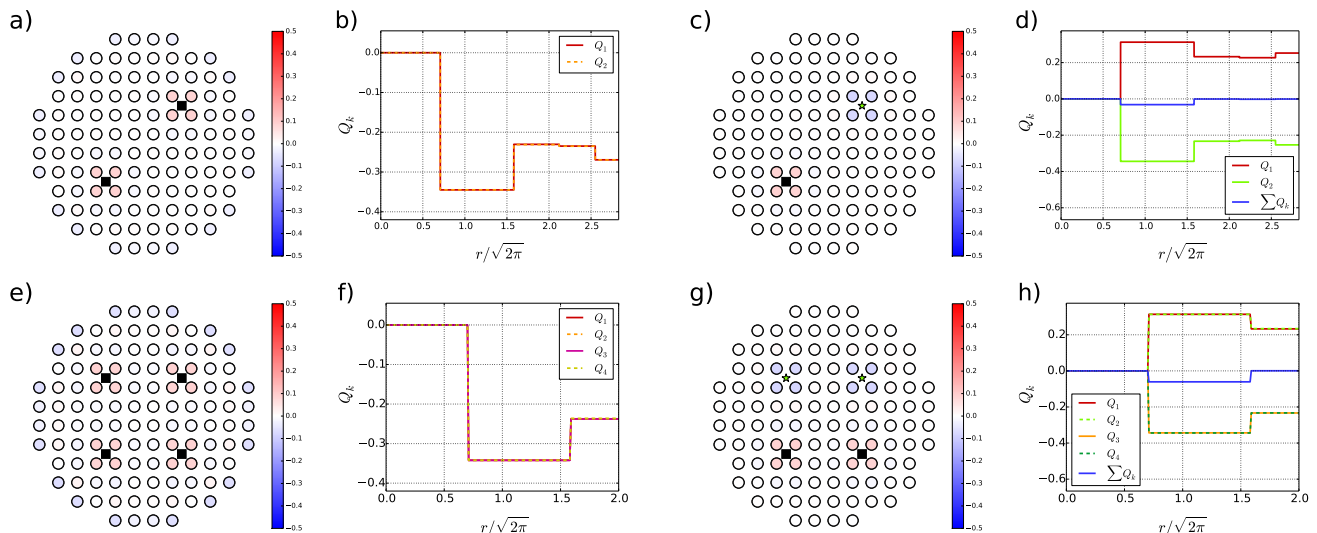 a)
0.5
0.4
0.3
0.2
0.1
0.0
−0.1
−0.2
−0.3
−0.4
−0.5
b)
0.0
−0.1
−0.2
−0.3
−0.4
Q_k
0.0 0.5 1.0 1.5 2.0 2.5
r/√2π
Q_1
Q_2
c)
0.5
0.4
0.3
0.2
0.1
0.0
−0.1
−0.2
−0.3
−0.4
−0.5
d)
0.2
0.0
−0.2
−0.4
−0.6
Q_k
0.0 0.5 1.0 1.5 2.0 2.5
r/√2π
Q_1
Q_2
∑Q_k
e)
0.5
0.4
0.3
0.2
0.1
0.0
−0.1
−0.2
−0.3
−0.4
−0.5
f)
0.0
−0.1
−0.2
−0.3
−0.4
Q_k
0.0 0.5 1.0 1.5 2.0
r/√2π
Q_1
Q_2
Q_3
Q_4
g)
0.5
0.4
0.3
0.2
0.1
0.0
−0.1
−0.2
−0.3
−0.4
−0.5
h)
0.2
0.0
−0.2
−0.4
−0.6
Q_k
0.0 0.5 1.0 1.5 2.0
r/√2π
Q_1
Q_2
Q_3
Q_4
∑Q_k